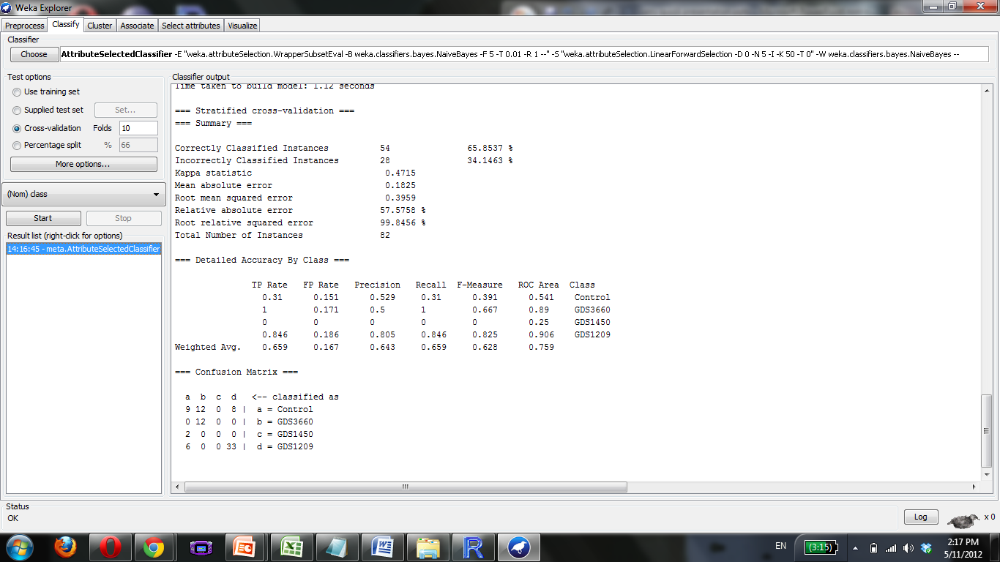 Weka Explorer
Preprocess Classify Cluster Associate Select attributes Visualize
Classifier
Choose AttributeSelectedClassifier -E "weka.attributeSelection.WrapperSubsetEval -B weka.classifiers.bayes.NaiveBayes -F 5 -T 0.01 -R 1 --" -S "weka.attributeSelection.LinearForwardSelection -D 0 -N 5 -I -K 50 -T 0" -W weka.classifiers.bayes.NaiveBayes --
Test options
Use training set
Supplied test set Set...
Cross-validation Folds 10
Percentage split % 66
More options...
(Nom) class
Start Stop
Result list (right-click for options)
14:16:45 - meta.AttributeSelectedClassifier
Classifier output
Time taken to build model: 1.12 seconds
=== Stratified cross-validation ===
=== Summary ===
Correctly Classified Instances 54 65.8537 %
Incorrectly Classified Instances 28 34.1463 %
Kappa statistic 0.4715
Mean absolute error 0.1825
Root mean squared error 0.3959
Relative absolute error 57.5758 %
Root relative squared error 99.8456 %
Total Number of Instances 82
=== Detailed Accuracy By Class ===
TP Rate FP Rate Precision Recall F-Measure ROC Area Class
0.31 0.151 0.529 0.31 0.391 0.541 Control
1 0.171 0.5 1 0.667 0.89 GDS3660
0 0 0 0 0 0.25 GDS1450
0.846 0.186 0.805 0.846 0.825 0.906 GDS1209
Weighted Avg. 0.659 0.167 0.643 0.659 0.628 0.759
=== Confusion Matrix ===
a b c d <-- classified as
9 12 0 8 | a = Control
0 12 0 0 | b = GDS3660
2 0 0 0 | c = GDS1450
6 0 0 33 | d = GDS1209
Status
OK
Log x 0
EN (3:15) 2:17 PM
5/11/2012